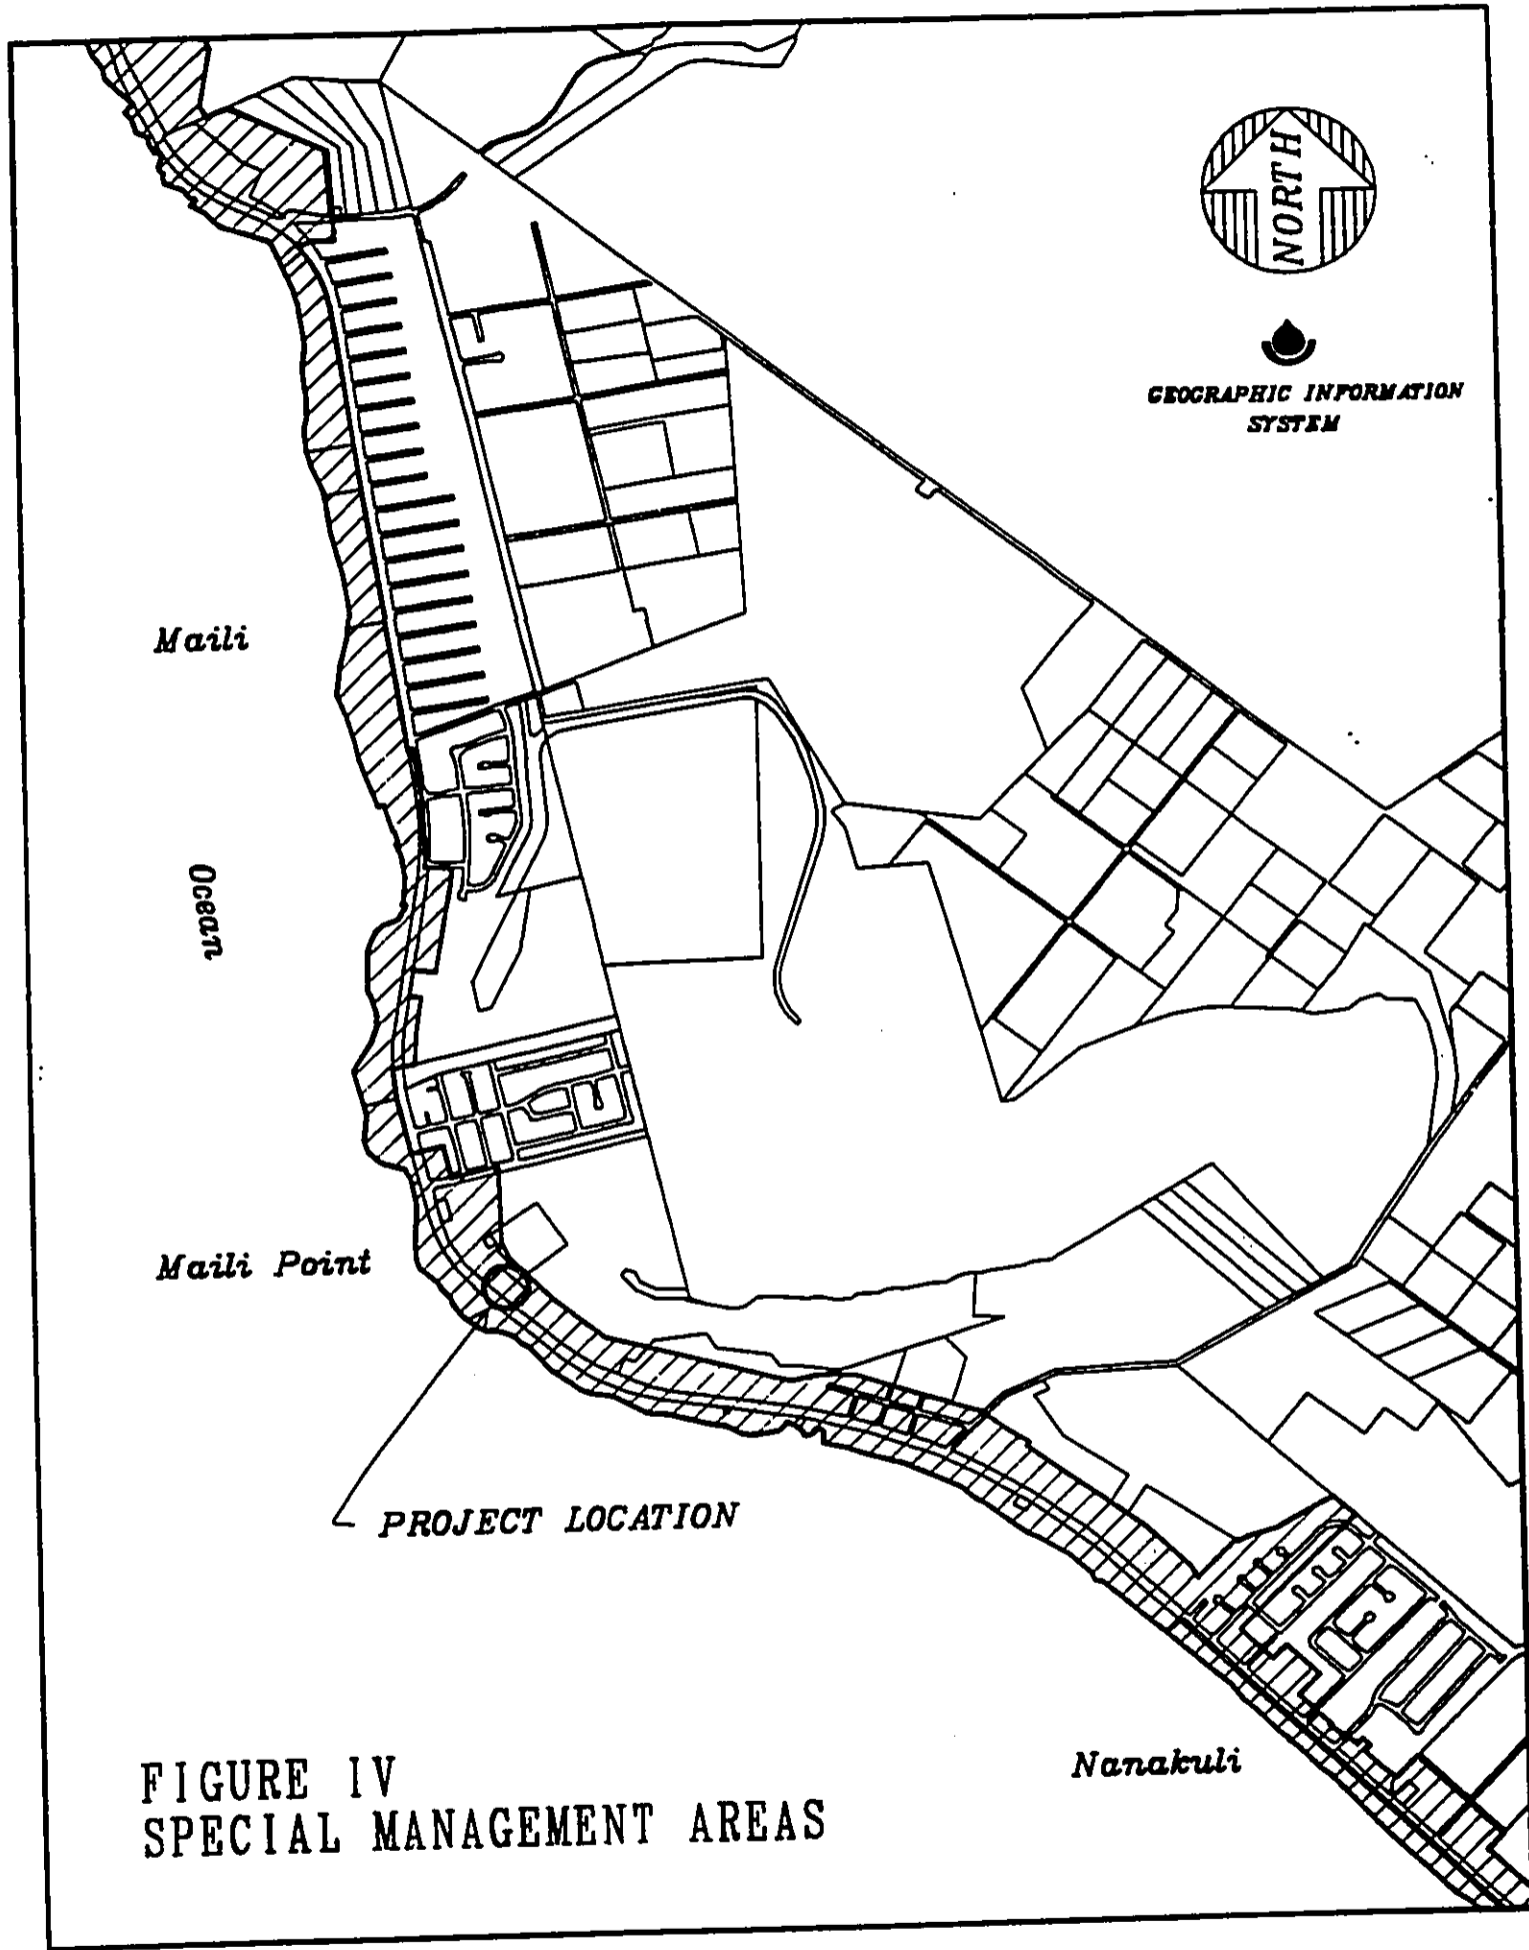 NORTH
GEOGRAPHIC INFORMATION
SYSTEM
Maili
Ocean
Maili Point
PROJECT LOCATION
Nanakuli
FIGURE IV
SPECIAL MANAGEMENT AREAS